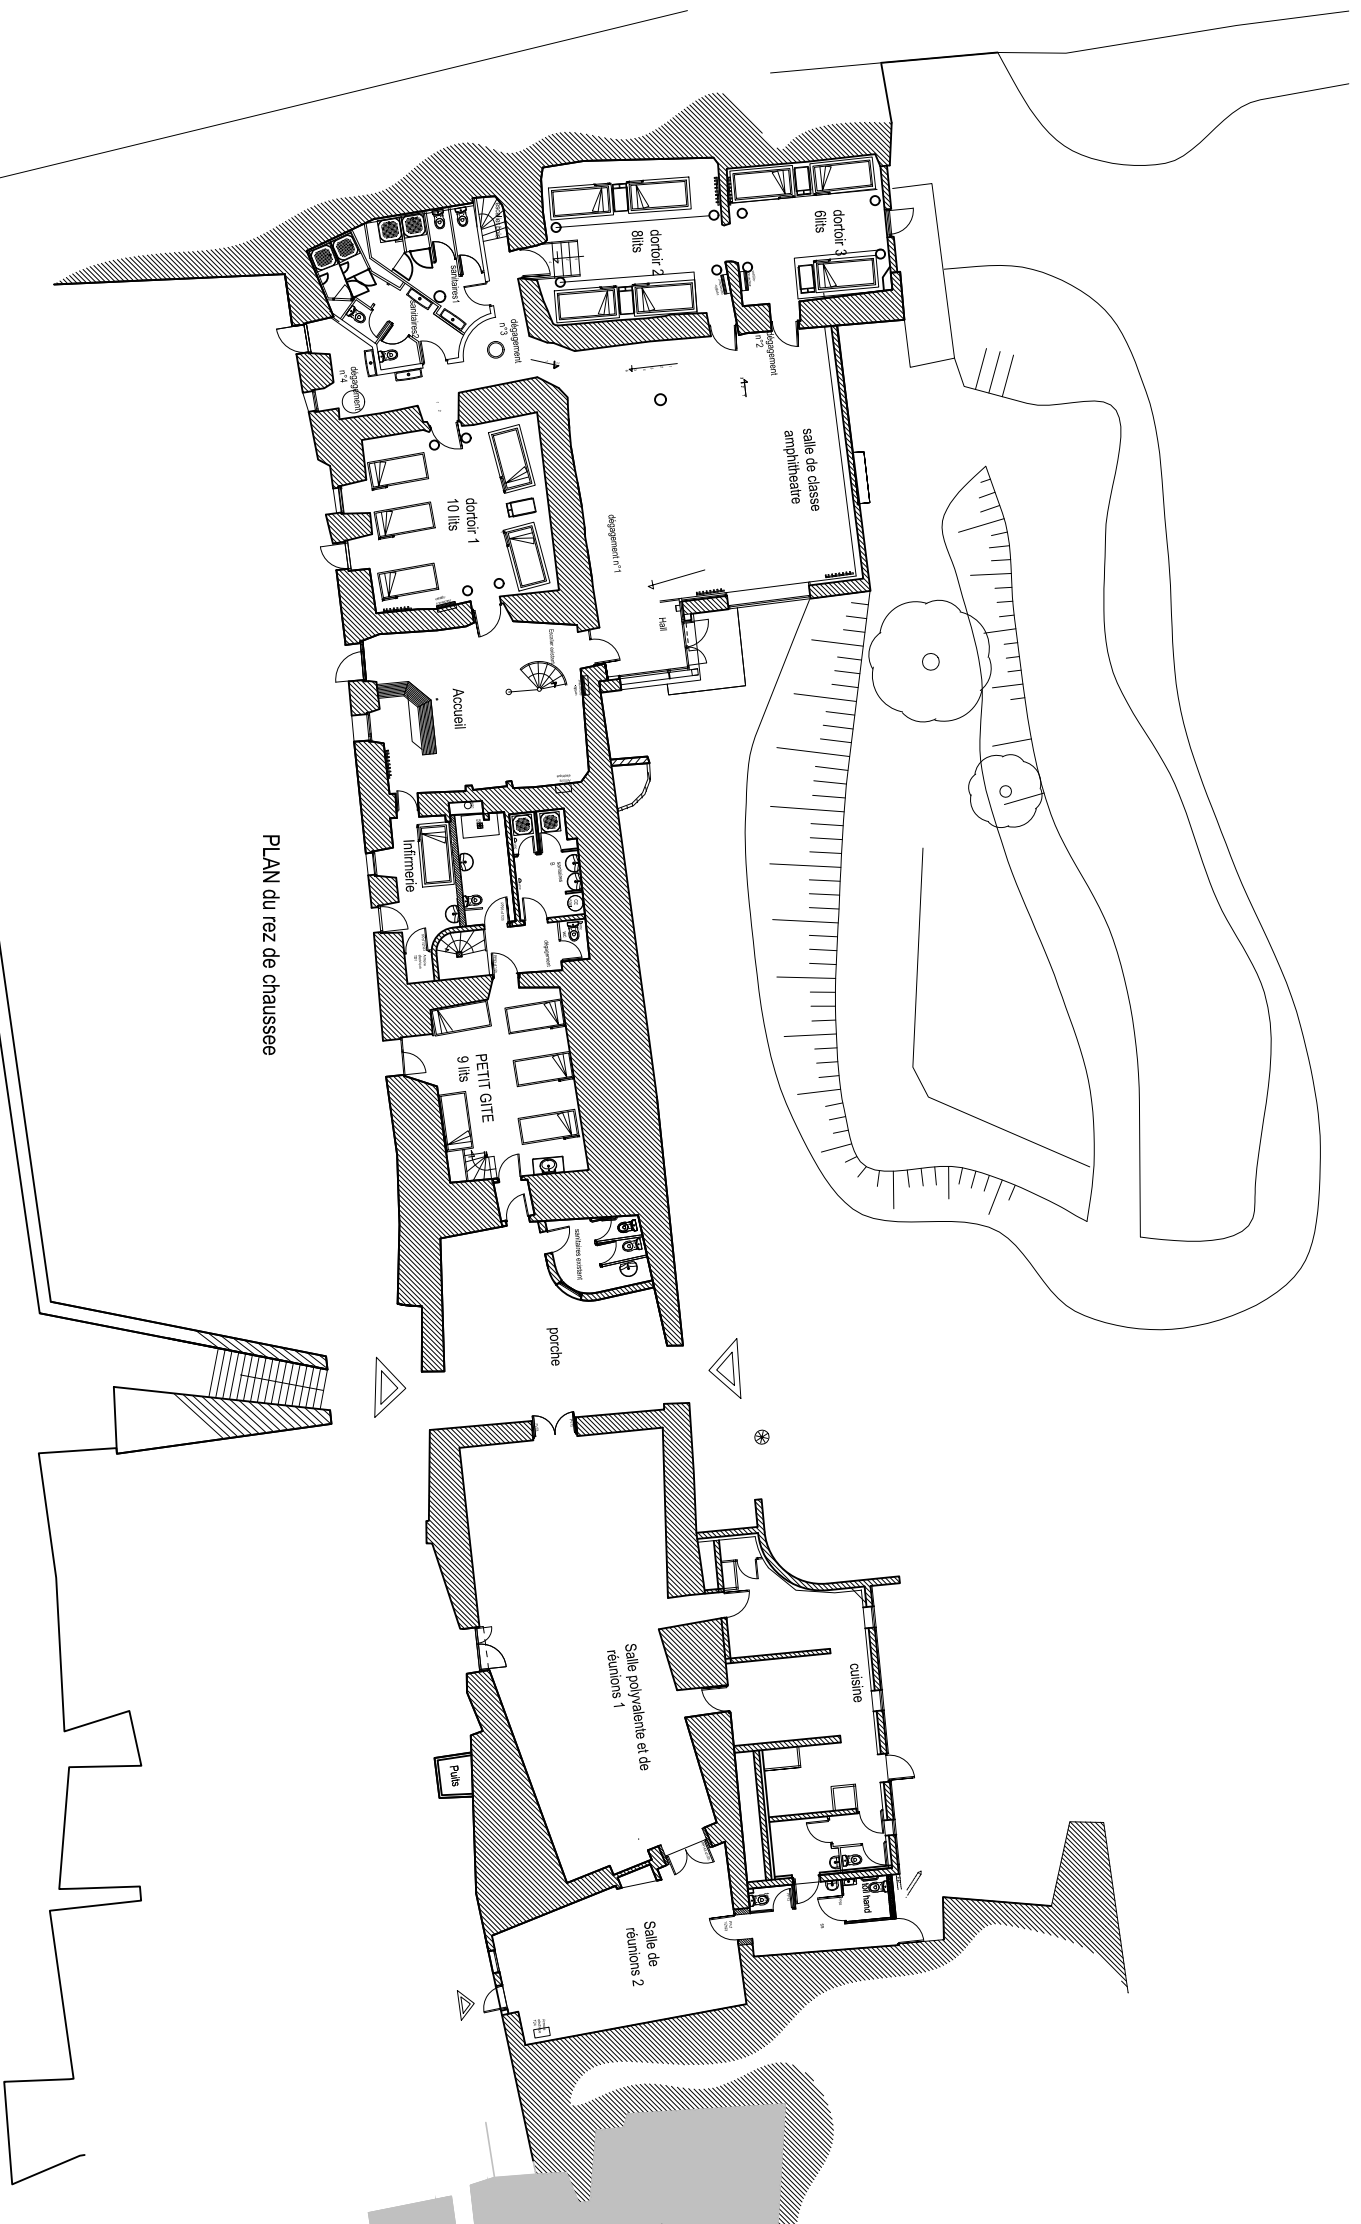 dortoir 3
6lits
dortoir 2
8lits
sanitaires1
sanitaires2
dégagement
n°3
dégagement
n°2
dégagement
n°4
salle de classe
amphitheatre
dortoir 1
10 lits
dégagement n°1
Hall
Accueil
Infirmerie
dégagement
PLAN du rez de chaussee
PETIT GITE
9 lits
sanitaires existant
porche
cuisine
Salle polyvalente et de
réunions 1
Puits
Salle de
réunions 2